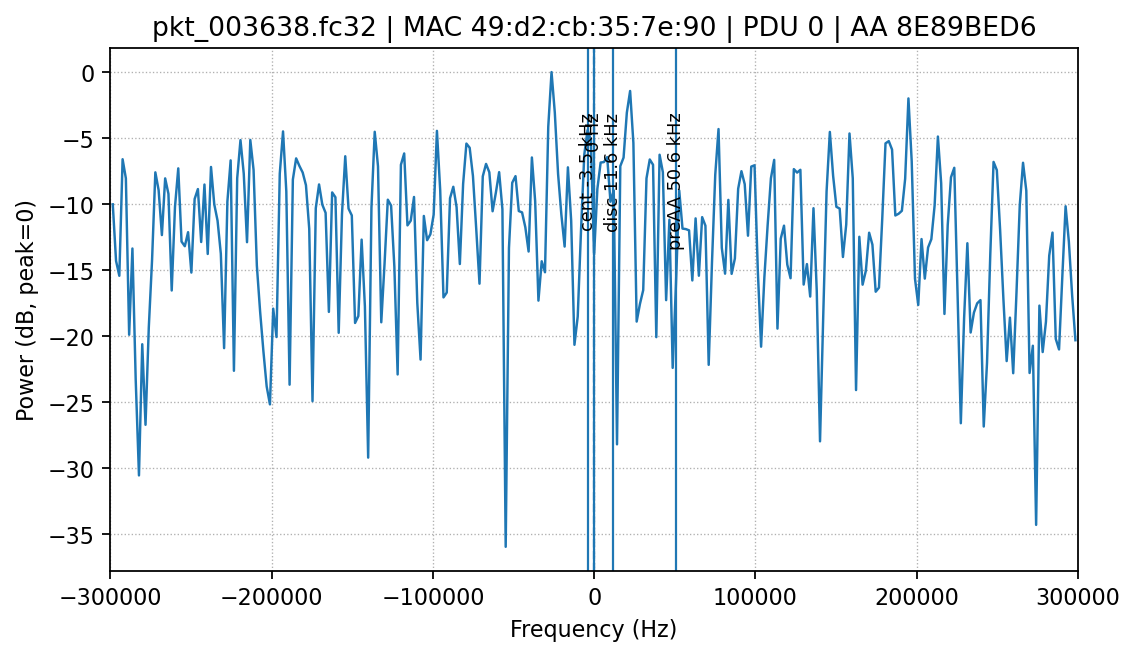 pkt_003638.fc32 | MAC 49:d2:cb:35:7e:90 | PDU 0 | AA 8E89BED6
Power (dB, peak=0)
0
−5
−10
−15
−20
−25
−30
−35
cent -3.5 kHz
0 Hz
disc 11.6 kHz
preAA 50.6 kHz
−300000
−200000
−100000
0
100000
200000
300000
Frequency (Hz)